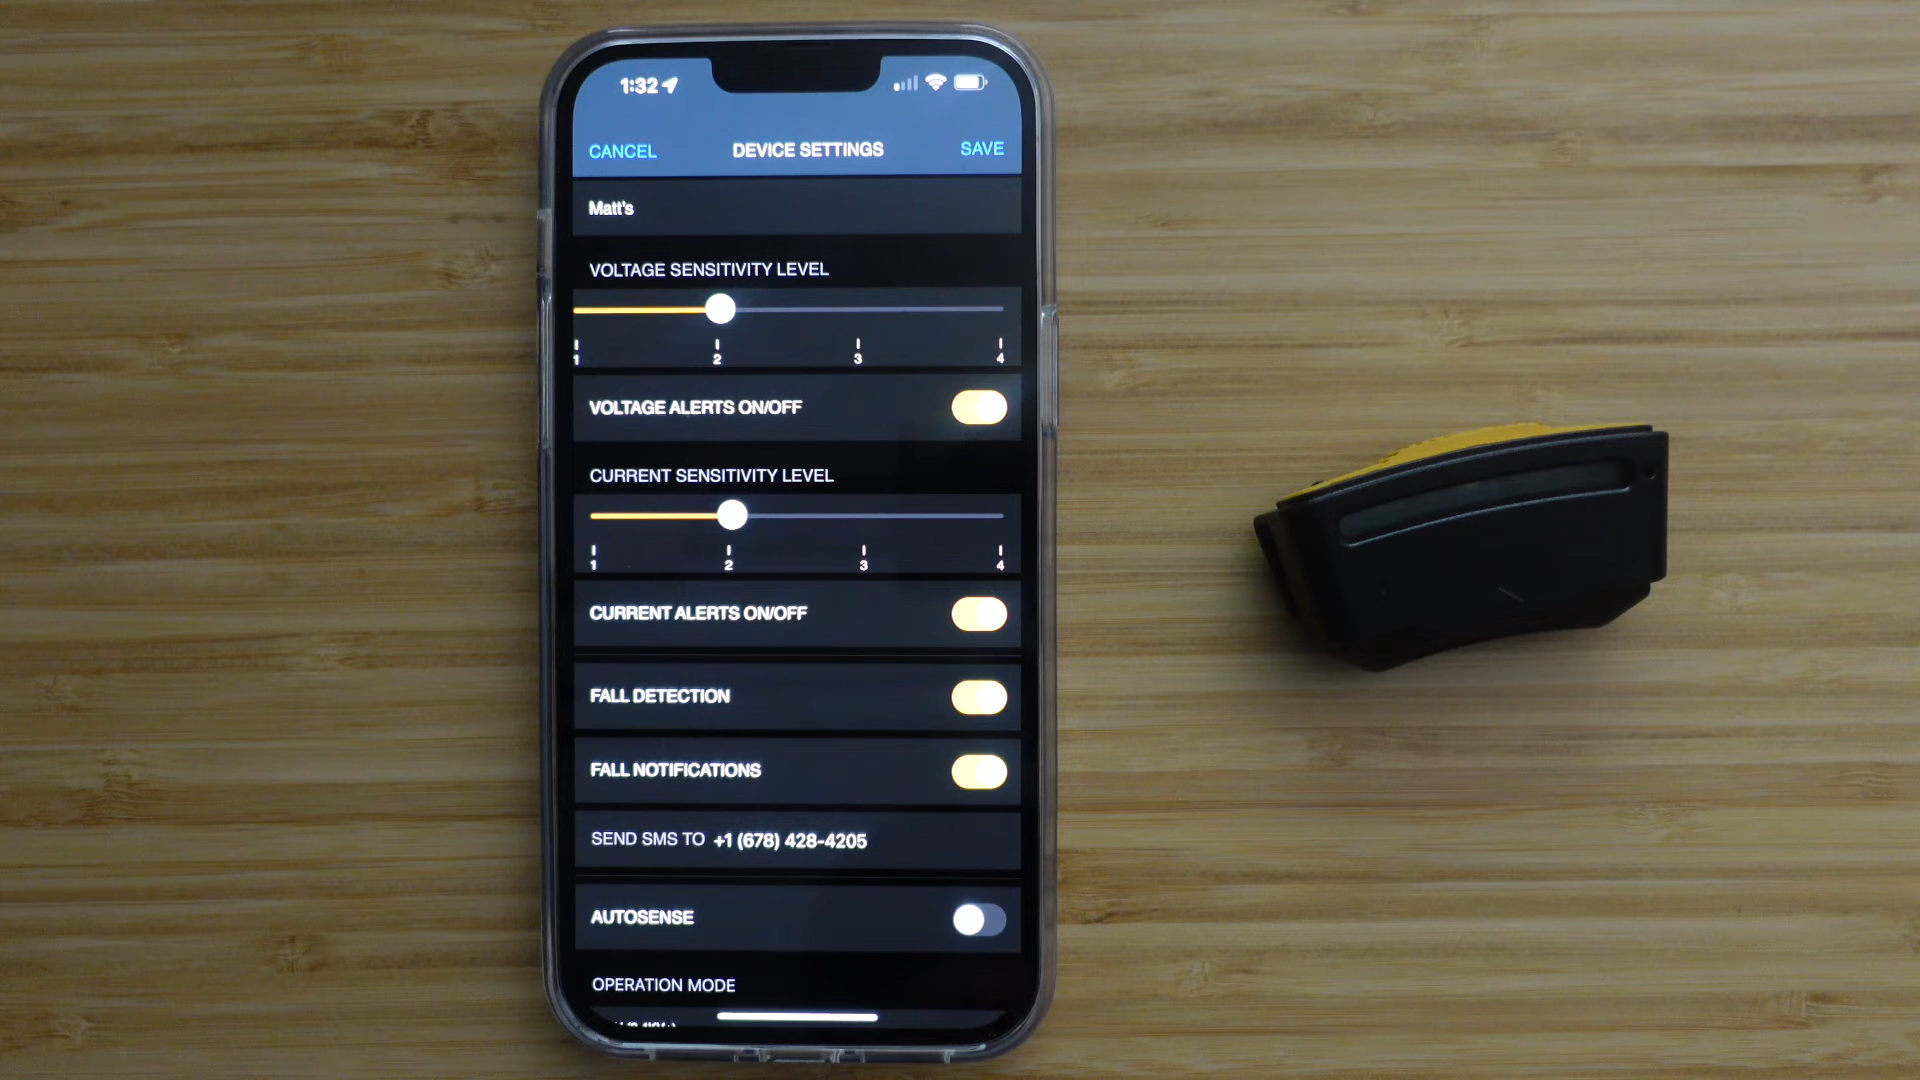 1:32
CANCEL DEVICE SETTINGS SAVE
Matt's
VOLTAGE SENSITIVITY LEVEL
1 2 3 4
VOLTAGE ALERTS ON/OFF
CURRENT SENSITIVITY LEVEL
1 2 3 4
CURRENT ALERTS ON/OFF
FALL DETECTION
FALL NOTIFICATIONS
SEND SMS TO +1 (678) 428-4205
AUTOSENSE
OPERATION MODE